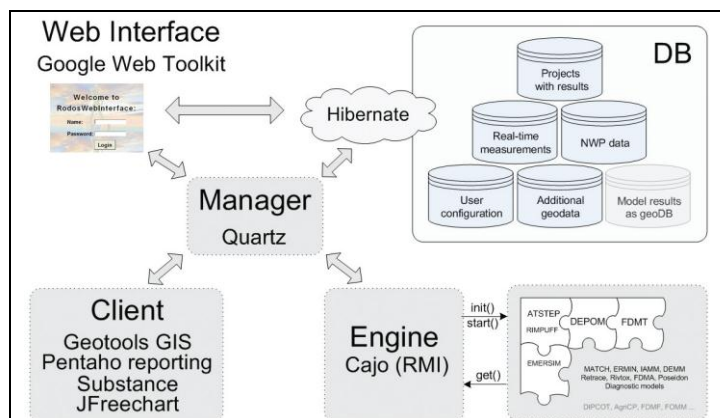 Web Interface
Google Web Toolkit
Welcome to
RodosWebInterface:
Name:
Password:
Login
Hibernate
DB
Projects
with results
Real-time
measurements
NWP data
User
configuration
Additional
geodata
Model results
as geoDB
Manager
Quartz
Client
Geotools GIS
Pentaho reporting
Substance
JFreechart
Engine
Cajo (RMI)
init()
start()
get()
ATSTEP
RIMPUFF
DEPOM
FDMT
EMERSIM
MATCH, ERMIN, IAMM, DEMM
Retrace, Rivtox, FDMA, Poseidon
Diagnostic models
DIPCOT, AgriCP, FDMF, FOMM ...